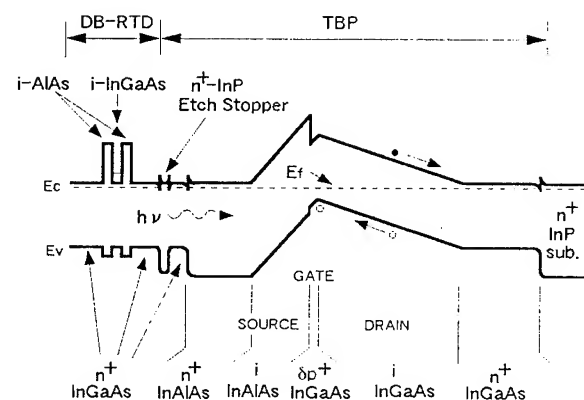 DB-RTD
TBP
i-AlAs
i-InGaAs
n+-InP
Etch Stopper
Ec
Ef
hν
Ev
n+
InP
sub.
GATE
SOURCE
DRAIN
n+
InGaAs
n+
InAlAs
i
InAlAs
δp+
InGaAs
i
InGaAs
n+
InGaAs